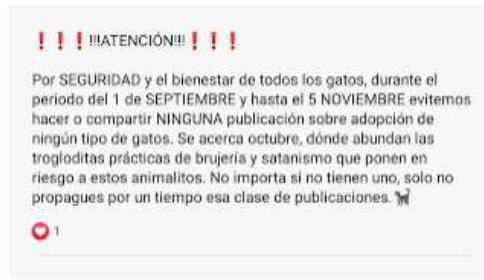 ❗❗❗!!!ATENCIÓN!!!❗❗❗
Por SEGURIDAD y el bienestar de todos los gatos, durante el
periodo del 1 de SEPTIEMBRE y hasta el 5 NOVIEMBRE evitemos
hacer o compartir NINGUNA publicación sobre adopción de
ningún tipo de gatos. Se acerca octubre, dónde abundan las
trogloditas prácticas de brujería y satanismo que ponen en
riesgo a estos animalitos. No importa si no tienen uno, solo no
propagues por un tiempo esa clase de publicaciones.🐈‍⬛
1